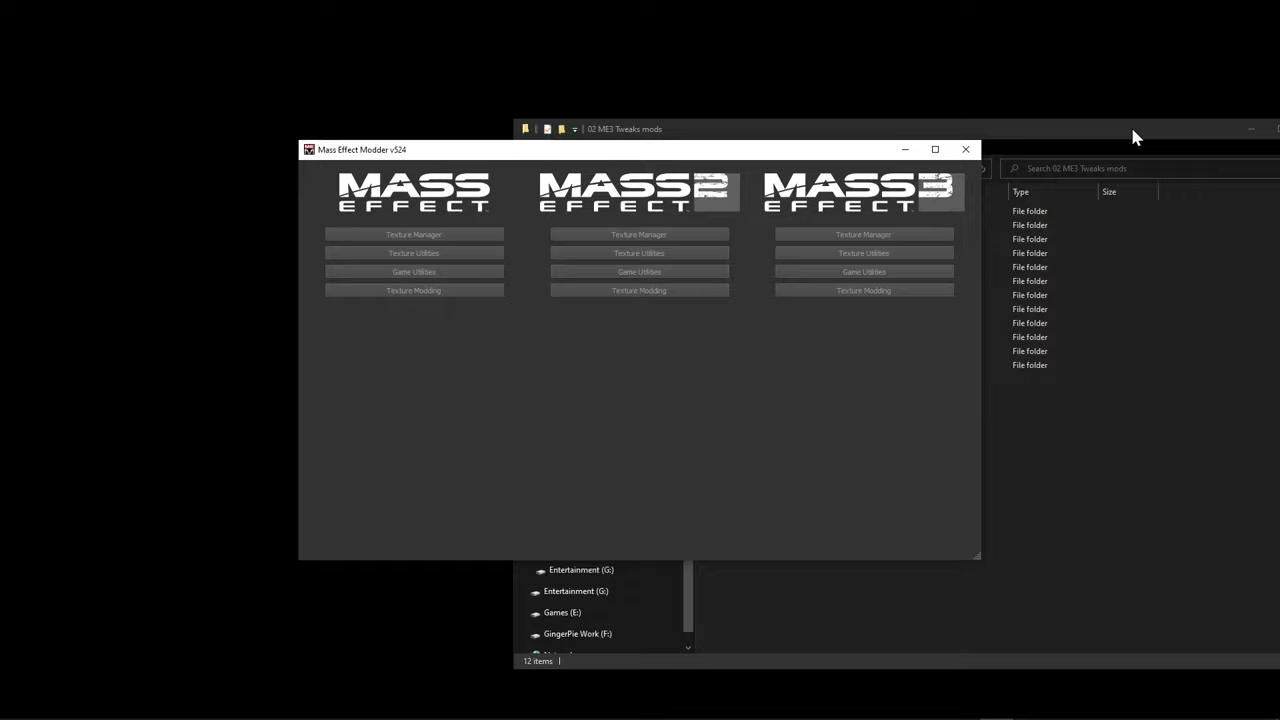 02 ME3 Tweaks mods
Mass Effect Modder v524
Search 02 ME3 Tweaks mods
MASS EFFECT
MASS EFFECT 2
MASS EFFECT 3
Type Size
Texture Manager Texture Manager Texture Manager
Texture Utilities Texture Utilities Texture Utilities
Game Utilities Game Utilities Game Utilities
Texture Modding Texture Modding Texture Modding
File folder
File folder
File folder
File folder
File folder
File folder
File folder
File folder
File folder
File folder
File folder
File folder
Entertainment (G:)
Entertainment (G:)
Games (E:)
GingerPie Work (F:)
12 items